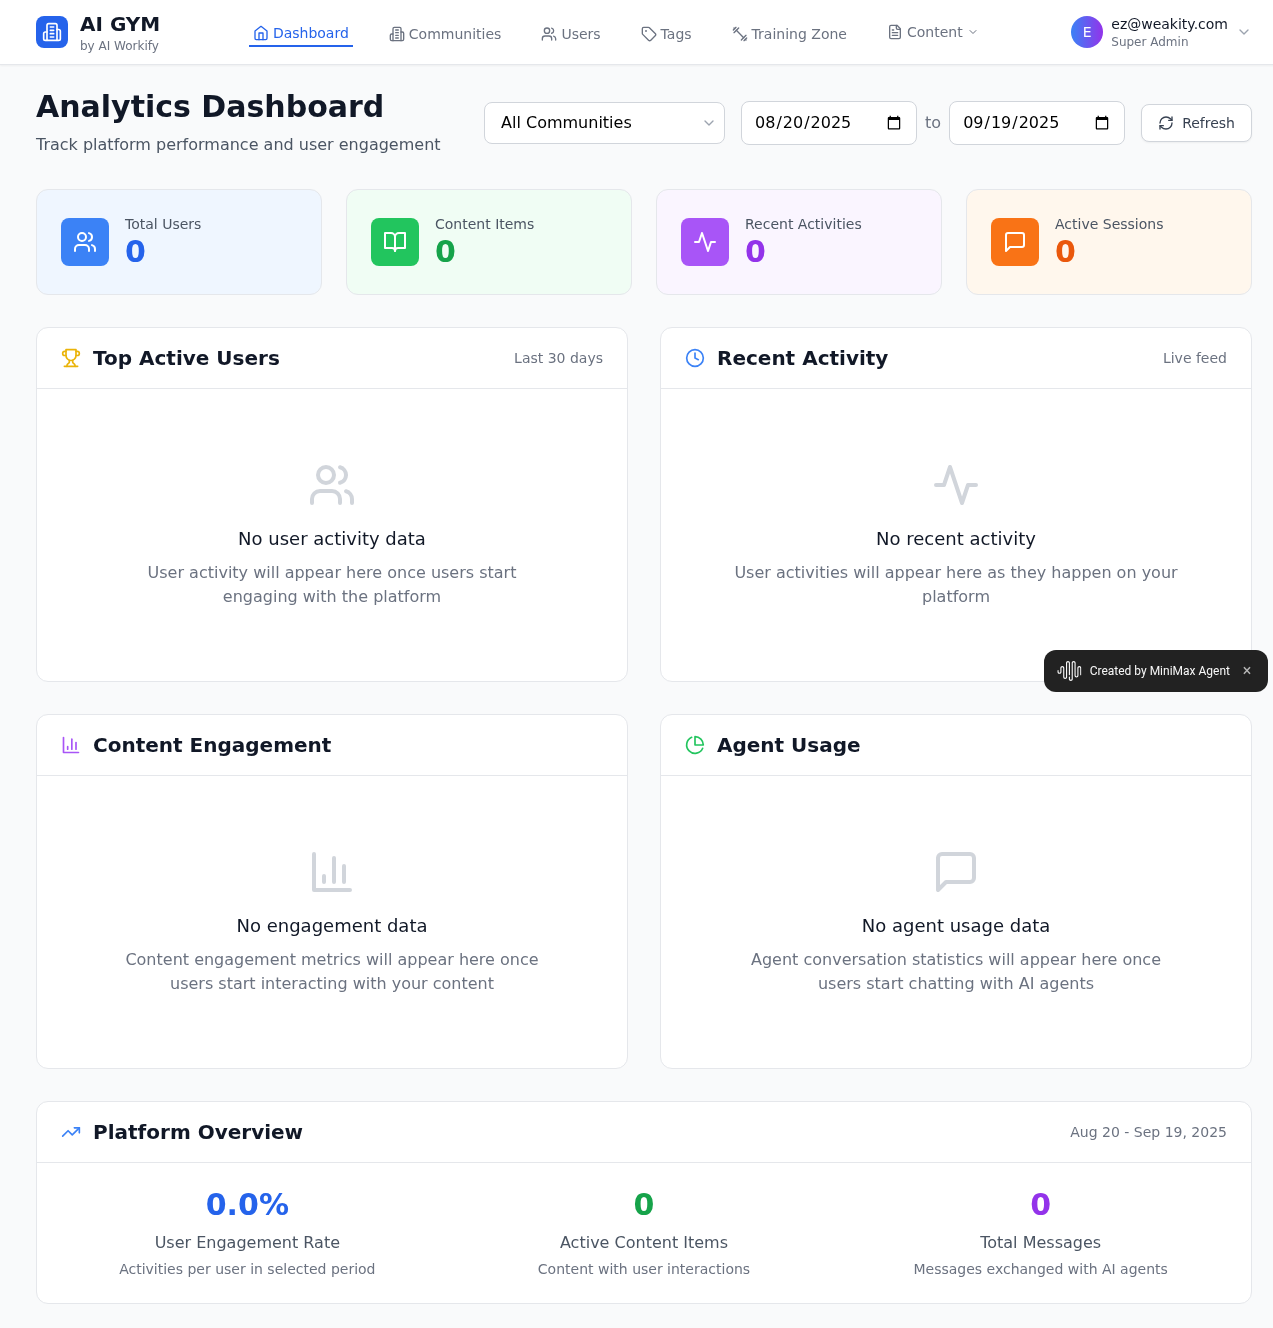 AI GYM
by AI Workify
Dashboard
Communities
Users
Tags
Training Zone
Content
E
ez@weakity.com
Super Admin
Analytics Dashboard
Track platform performance and user engagement
All Communities
08/20/2025
to
09/19/2025
Refresh
Total Users
0
Content Items
0
Recent Activities
0
Active Sessions
0
Top Active Users
Last 30 days
No user activity data
User activity will appear here once users start
engaging with the platform
Recent Activity
Live feed
No recent activity
User activities will appear here as they happen on your
platform
Created by MiniMax Agent ×
Content Engagement
No engagement data
Content engagement metrics will appear here once
users start interacting with your content
Agent Usage
No agent usage data
Agent conversation statistics will appear here once
users start chatting with AI agents
Platform Overview
Aug 20 - Sep 19, 2025
0.0%
User Engagement Rate
Activities per user in selected period
0
Active Content Items
Content with user interactions
0
Total Messages
Messages exchanged with AI agents